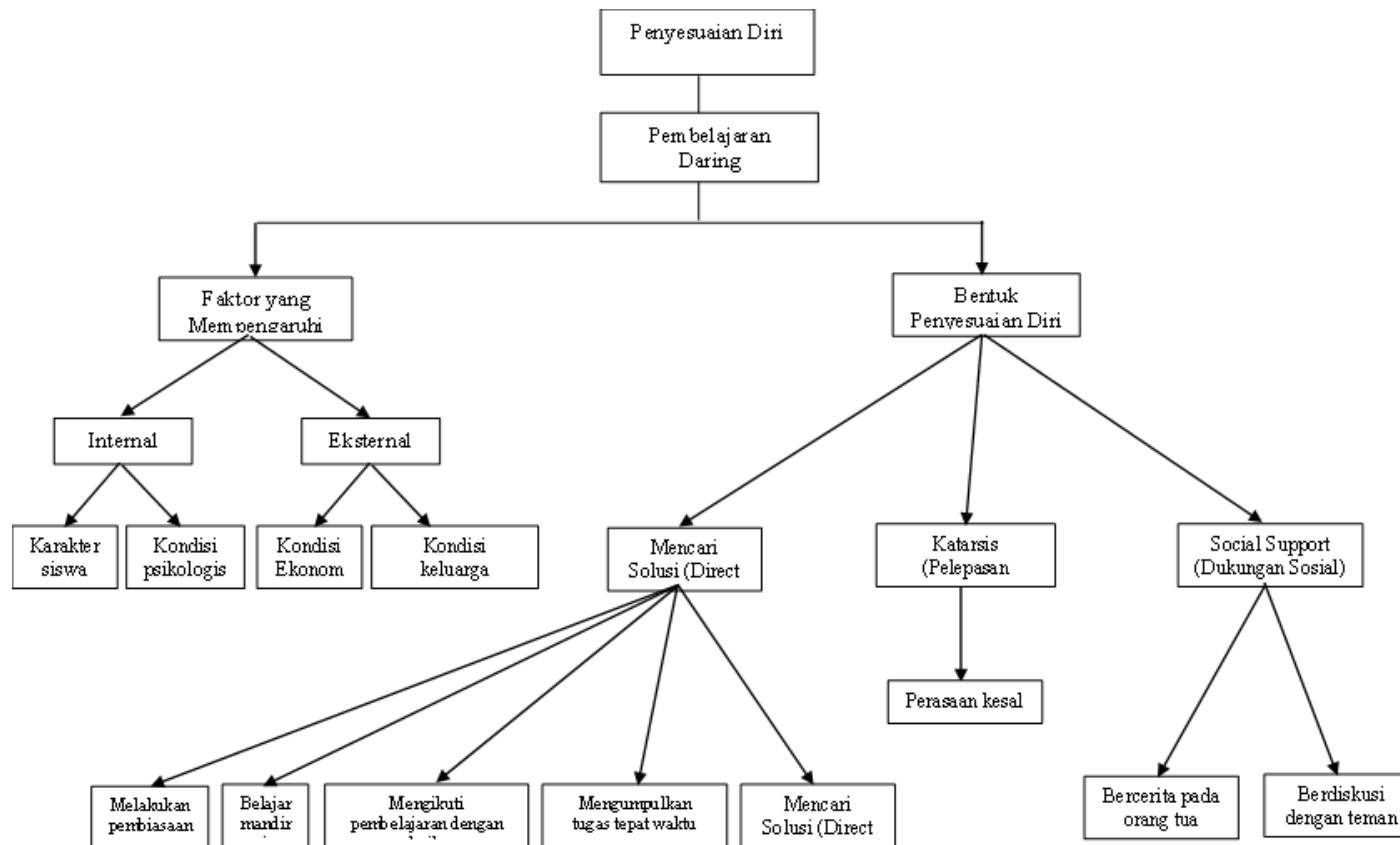 Penyesuaian Diri
Pembelajaran
Daring
Faktor yang
Mempengaruhi
Bentuk
Penyesuaian Diri
Internal
Eksternal
Karakter
siswa
Kondisi
psikologis
Kondisi
Ekonom
Kondisi
keluarga
Mencari
Solusi (Direct
Katarsis
(Pelepasan
Social Support
(Dukungan Sosial)
Perasaan kesal
Melakukan
pembiasaan
Belajar
mandir
Mengikuti
pembelajaran dengan
Mengumpulkan
tugas tepat waktu
Mencari
Solusi (Direct
Bercerita pada
orang tua
Berdiskusi
dengan teman